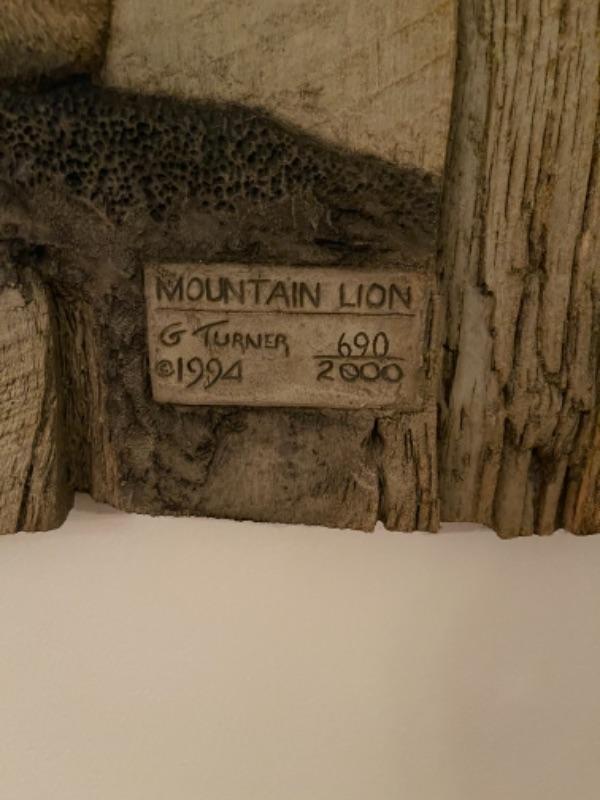 MOUNTAIN LION
G TURNER 690
©1994 2000